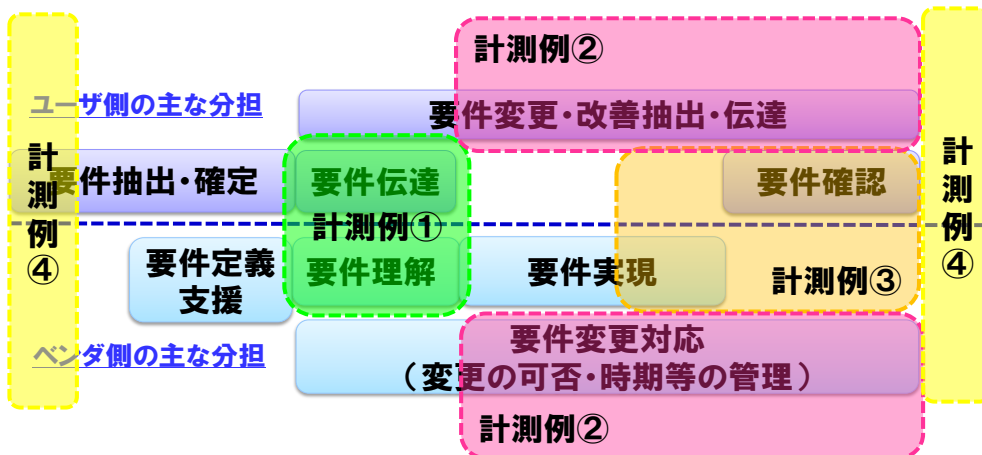 計測例②
ユーザ側の主な分担
要件変更・改善抽出・伝達
計測例④
要件抽出・確定
要件伝達
要件確認
計測例④
計測例①
要件定義
支援
要件理解
要件実現
計測例③
ベンダ側の主な分担
要件変更対応
（変更の可否・時期等の管理）
計測例②